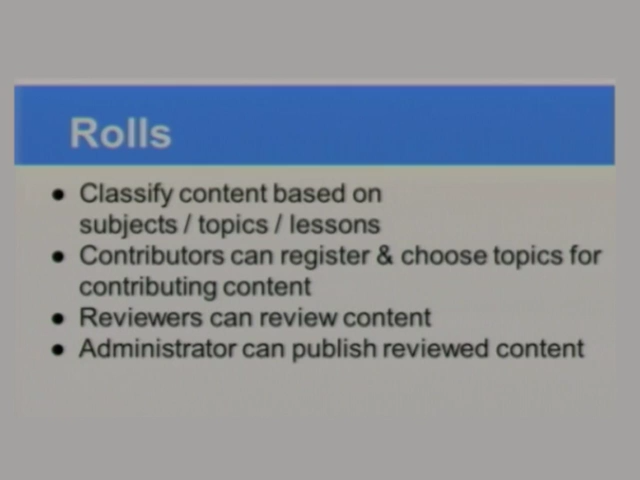 Rolls
● Classify content based on
subjects / topics / lessons
● Contributors can register & choose topics for
contributing content
● Reviewers can review content
● Administrator can publish reviewed content